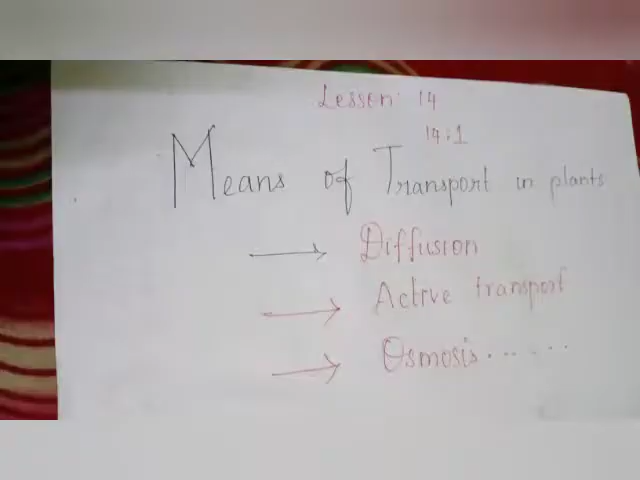 Lesson: 14
14:1
Means of Transport in plants
Diffusion
Active transport
Osmosis......